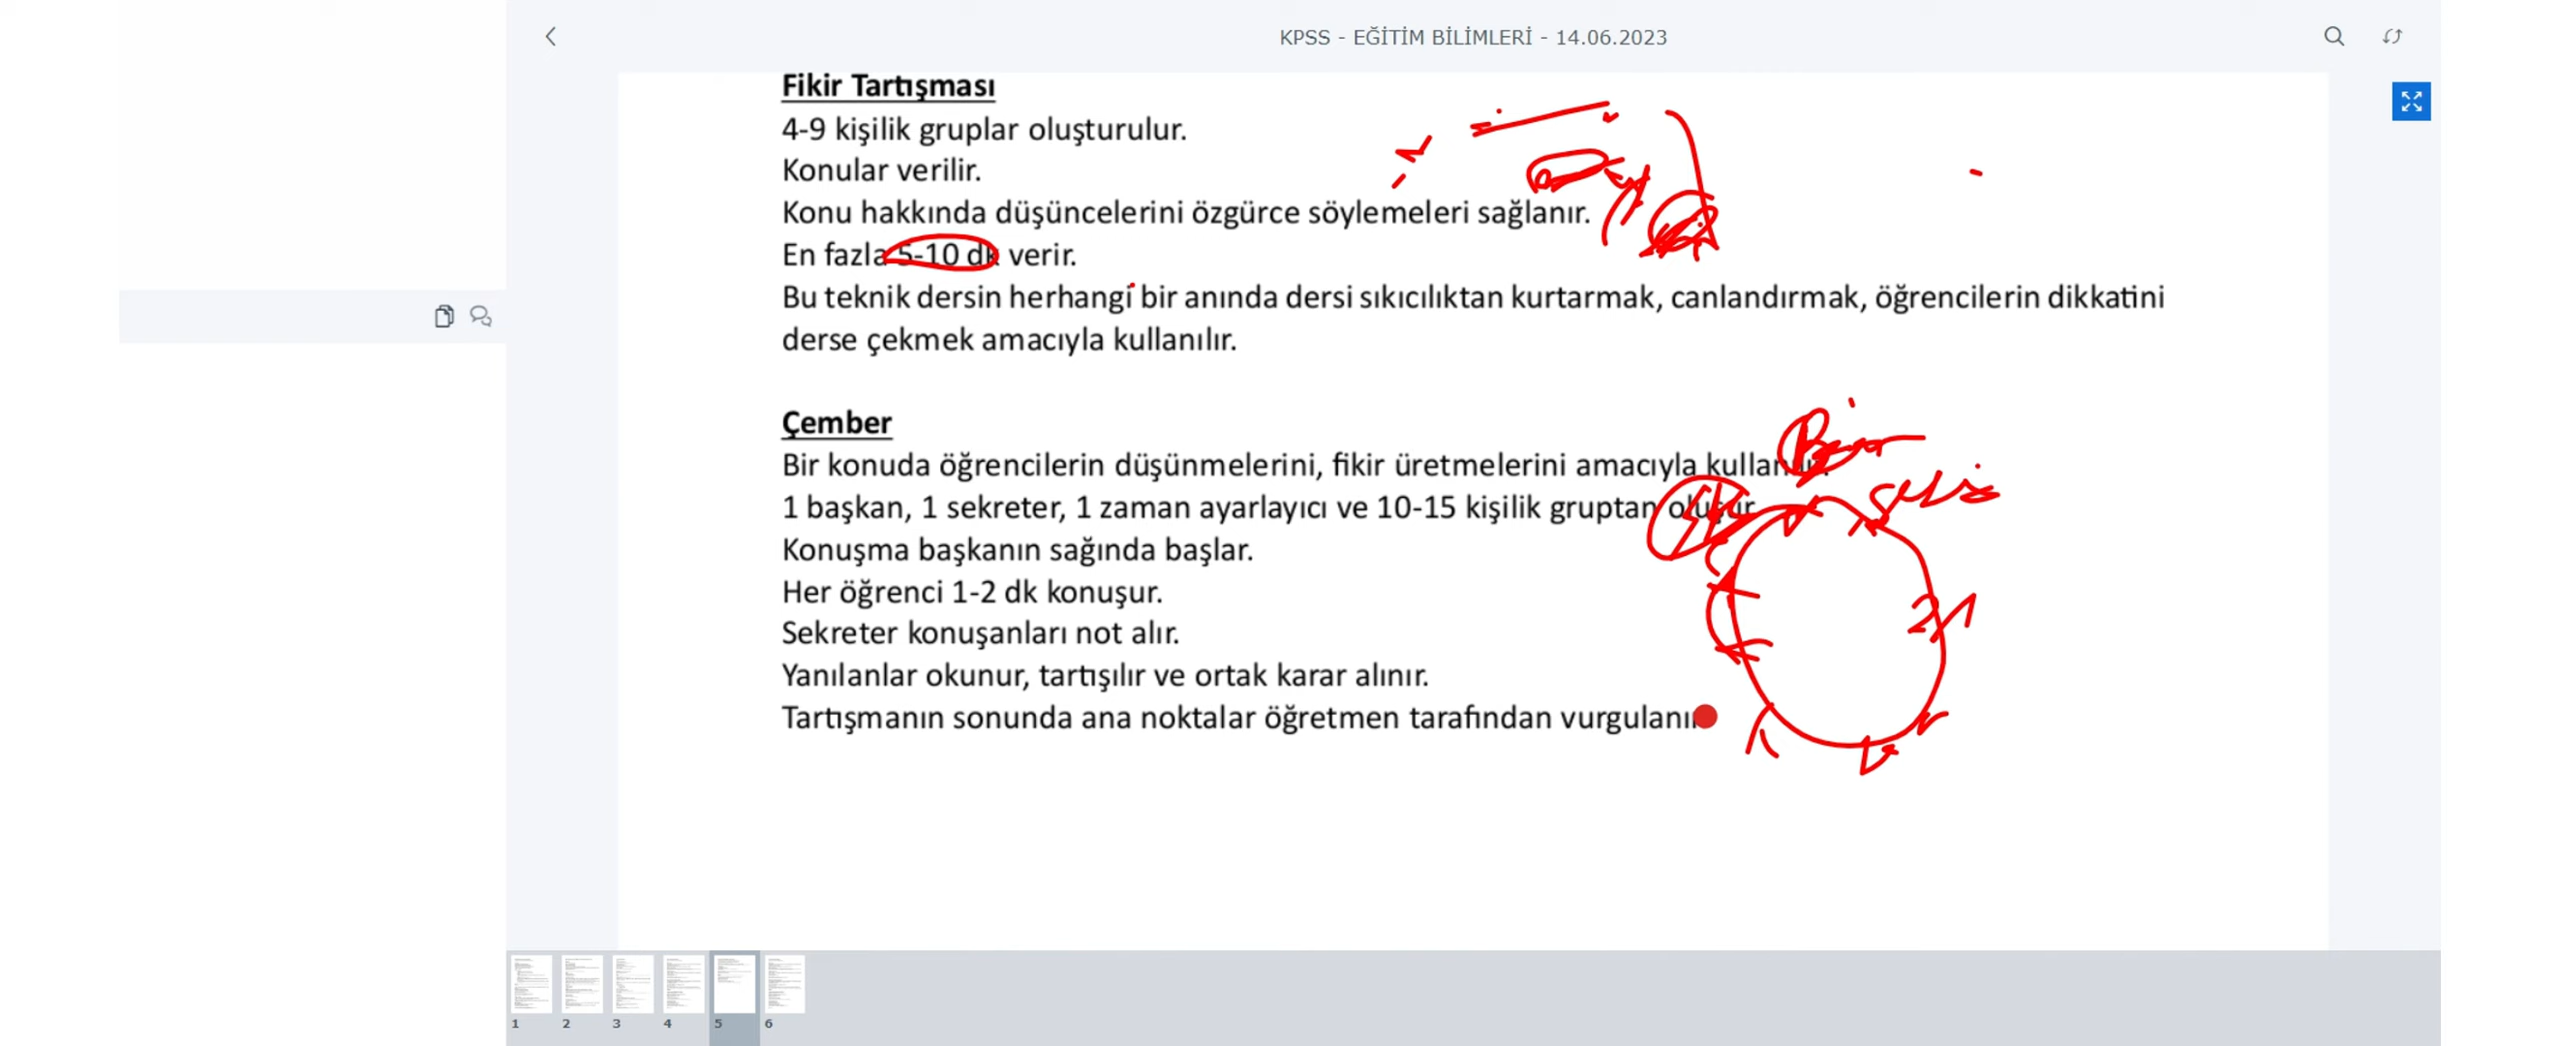 KPSS - EĞİTİM BİLİMLERİ - 14.06.2023
Fikir Tartışması
4-9 kişilik gruplar oluşturulur.
Konular verilir.
Konu hakkında düşüncelerini özgürce söylemeleri sağlanır.
En fazla 5-10 dk verir.
Bu teknik dersin herhangi bir anında dersi sıkıcılıktan kurtarmak, canlandırmak, öğrencilerin dikkatini
derse çekmek amacıyla kullanılır.
Çember
Bir konuda öğrencilerin düşünmelerini, fikir üretmelerini amacıyla
1 başkan, 1 sekreter, 1 zaman ayarlayıcı ve 10-15 kişilik gruptan oluşur
Konuşma başkanın sağında başlar.
Her öğrenci 1-2 dk konuşur.
Sekreter konuşanları not alır.
Yanılanlar okunur, tartışılır ve ortak karar alınır.
Tartışmanın sonunda ana noktalar öğretmen tarafından
1 2 3 4 5 6